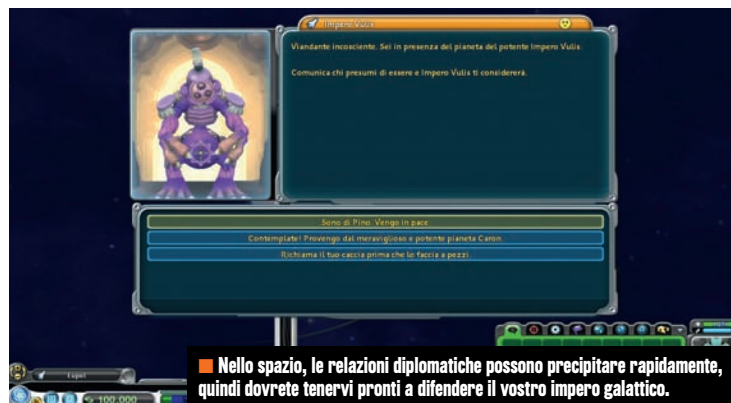 Impero Vulis
Viandante incosciente. Sei in presenza del pianeta del potente Impero Vulis.
Comunica chi presumi di essere e Impero Vulis ti considererà.
Sono di Pino. Vengo in pace.
Contemplate! Provengo dal meraviglioso e potente pianeta Caron.
Richiama il tuo caccia prima che lo faccia a pezzi.
100,000
Nello spazio, le relazioni diplomatiche possono precipitare rapidamente,
quindi dovrete tenervi pronti a difendere il vostro impero galattico.